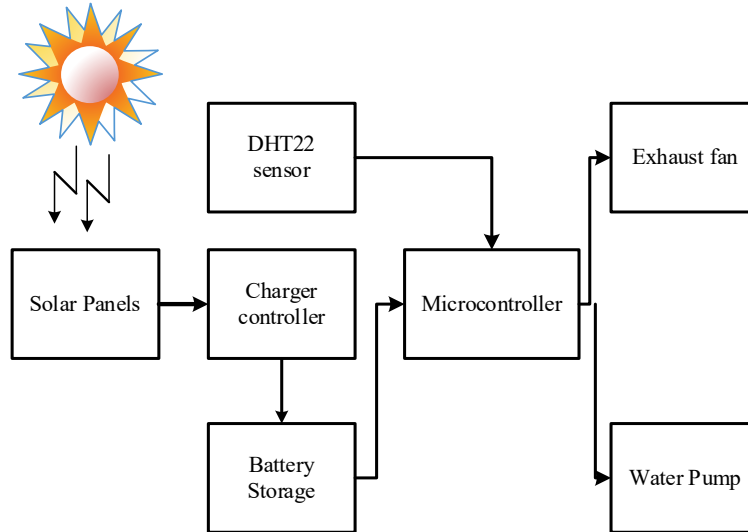 DHT22
sensor
Exhaust fan
Solar Panels
Charger
controller
Microcontroller
Battery
Storage
Water Pump